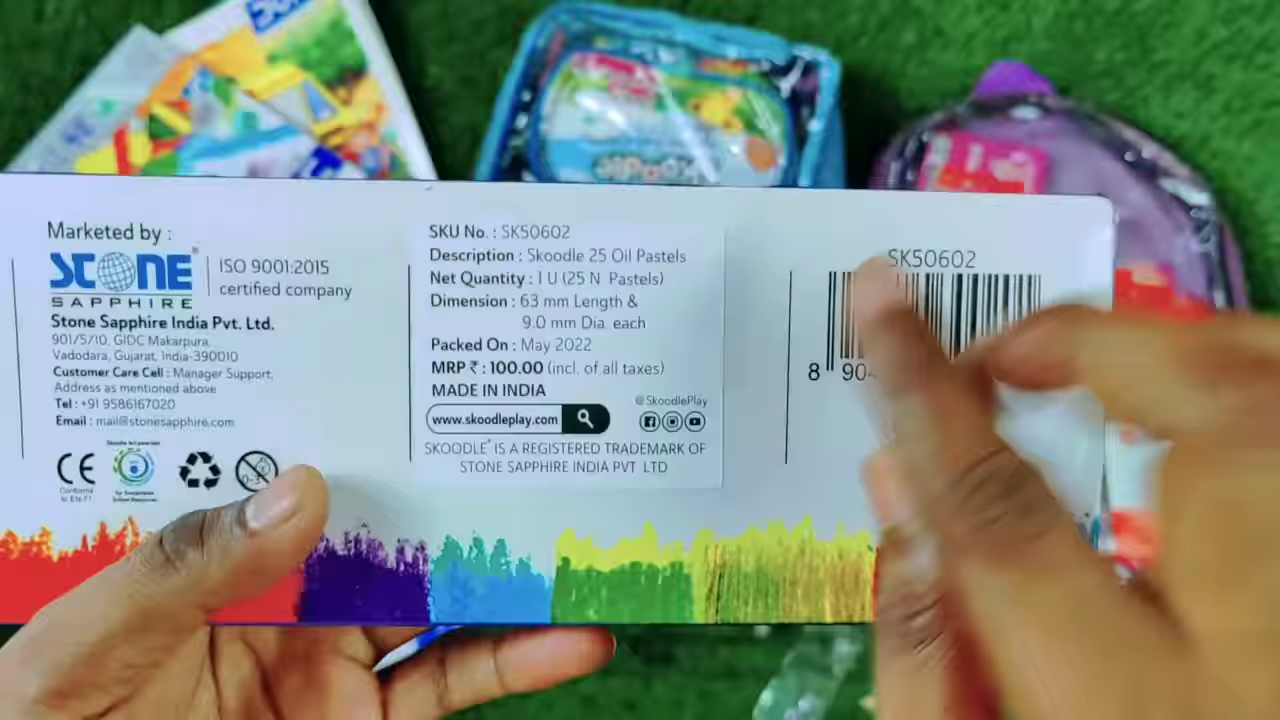 Marketed by :
STONE
SAPPHIRE
ISO 9001:2015
certified company
Stone Sapphire India Pvt. Ltd.
901/5/10, GIDC Makarpura,
Vadodara, Gujarat, India-390010
Customer Care Cell : Manager Support,
Address as mentioned above
Tel : +91 9586167020
Email : mail@stonesapphire.com
CE
0-3
SKU No. : SK50602
Description : Skoodle 25 Oil Pastels
Net Quantity : 1 U (25 N Pastels)
Dimension : 63 mm Length &
9.0 mm Dia. each
Packed On : May 2022
MRP ₹ : 100.00 (incl. of all taxes)
MADE IN INDIA
www.skoodleplay.com
@SkoodlePlay
SKOODLE® IS A REGISTERED TRADEMARK OF
STONE SAPPHIRE INDIA PVT LTD
SK50602
8 90